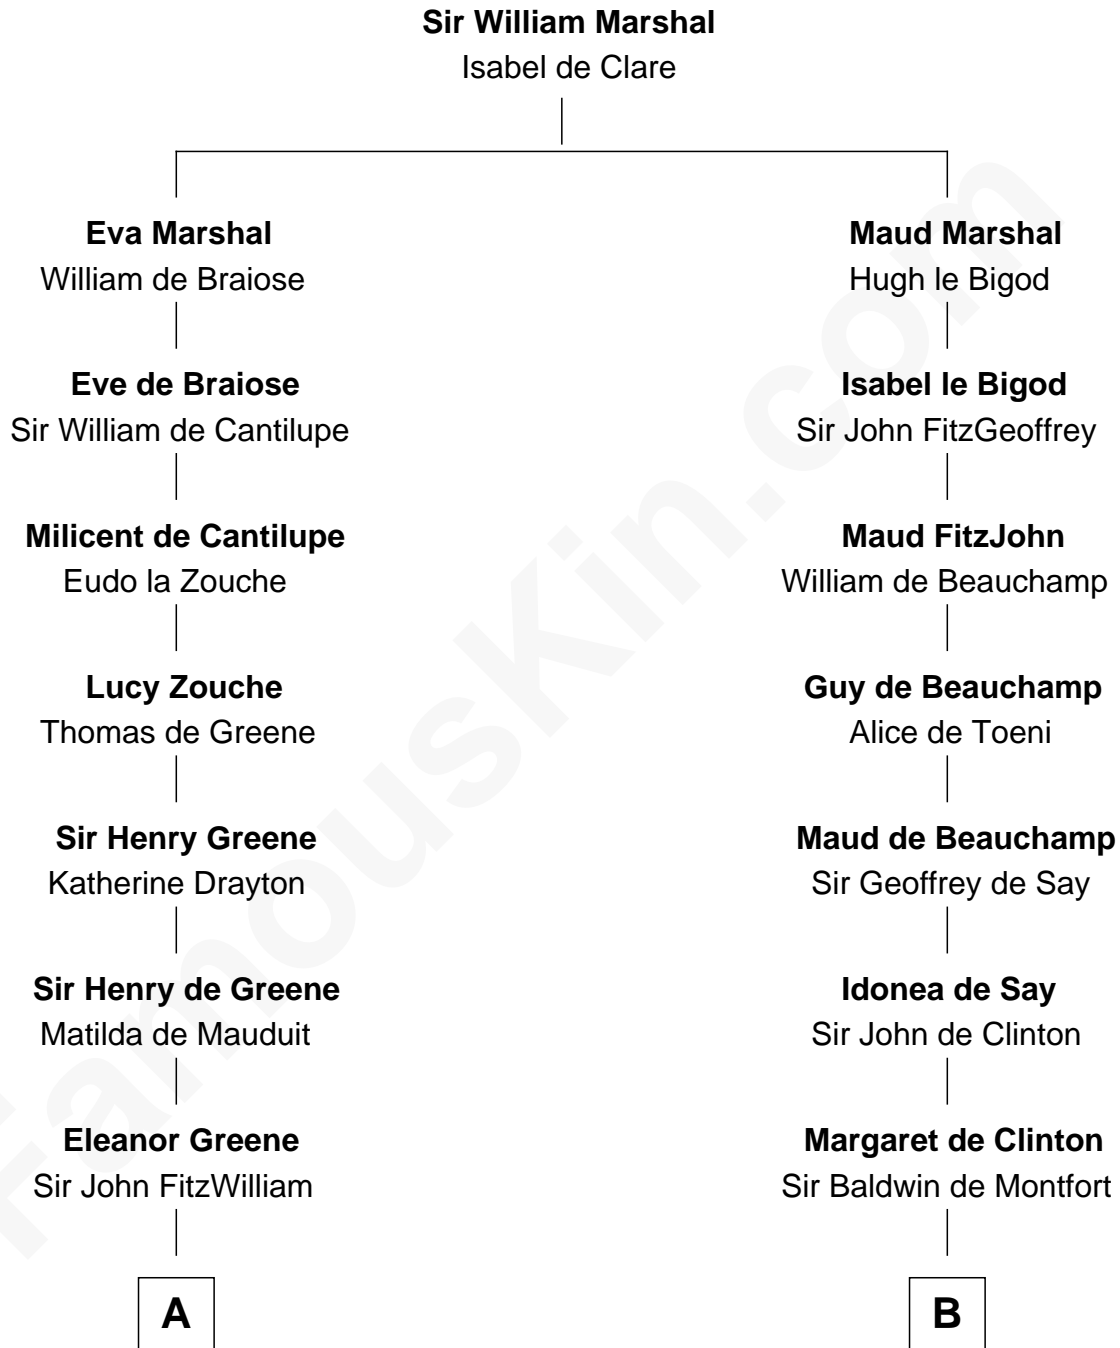 Sir William Marshal
Isabel de Clare
Eva Marshal
William de Braiose
Maud Marshal
Hugh le Bigod
Eve de Braiose
Sir William de Cantilupe
Isabel le Bigod
Sir John FitzGeoffrey
Milicent de Cantilupe
Eudo la Zouche
Maud FitzJohn
William de Beauchamp
Lucy Zouche
Thomas de Greene
Guy de Beauchamp
Alice de Toeni
Sir Henry Greene
Katherine Drayton
Maud de Beauchamp
Sir Geoffrey de Say
Sir Henry de Greene
Matilda de Mauduit
Idonea de Say
Sir John de Clinton
Eleanor Greene
Sir John FitzWilliam
Margaret de Clinton
Sir Baldwin de Montfort
A
B
FamousKin.com